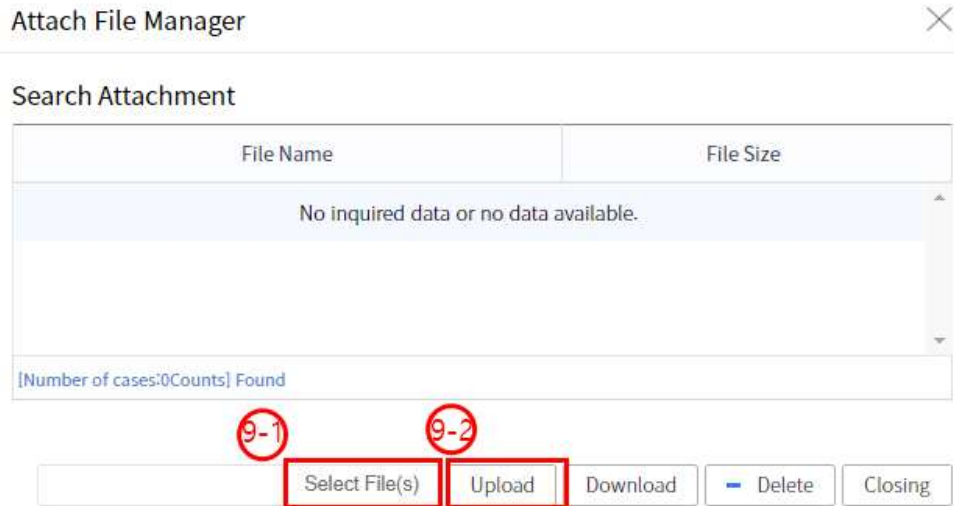 Attach File Manager
Search Attachment
File Name File Size
No inquired data or no data available.
[Number of cases:0Counts] Found
9-1 9-2
Select File(s) Upload Download Delete Closing